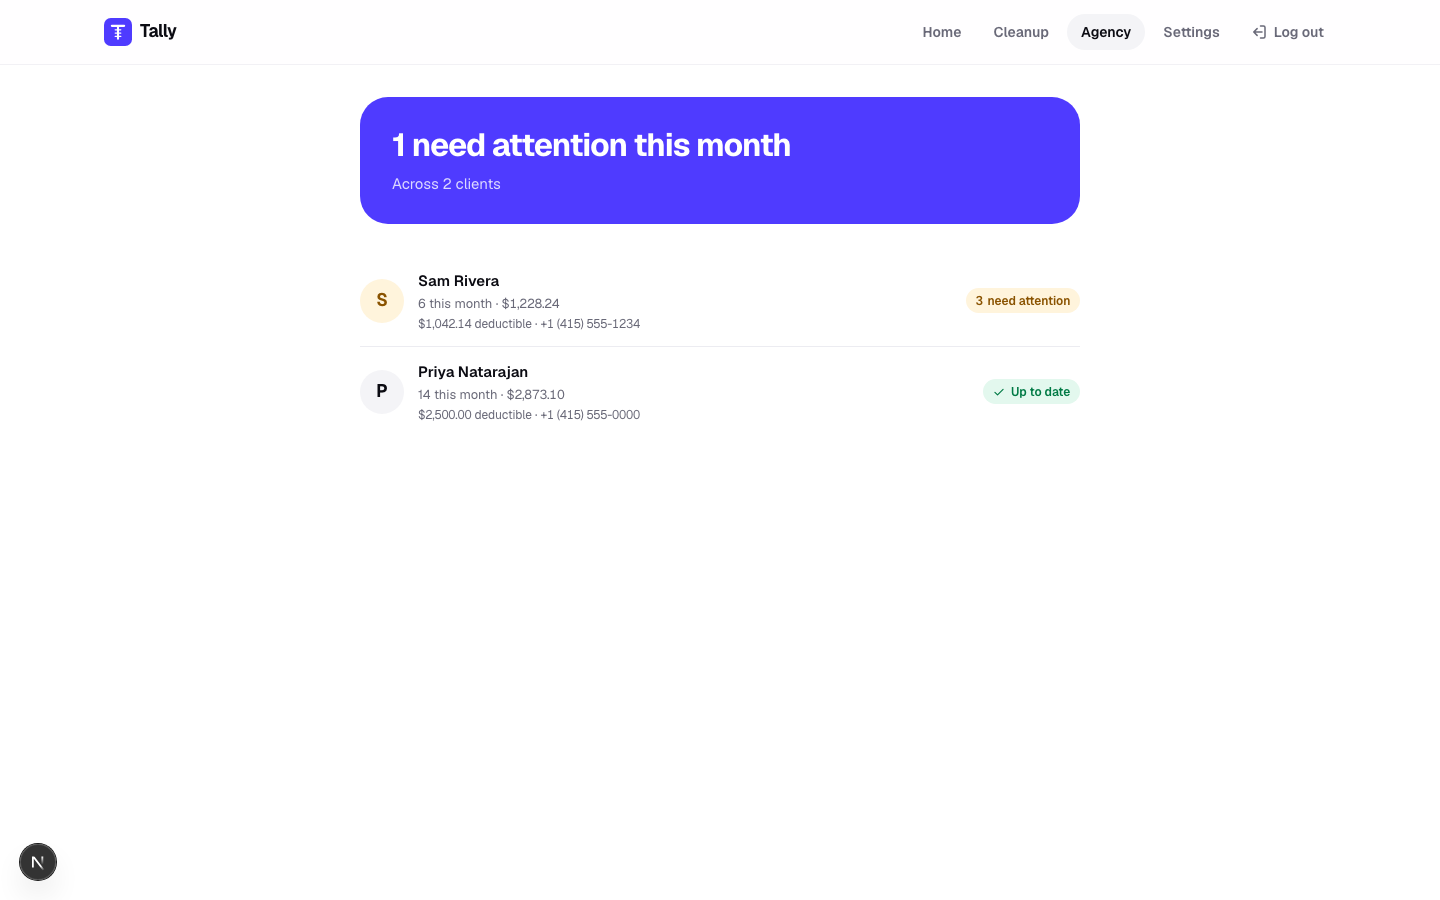 Tally
Home
Cleanup
Agency
Settings
Log out
1 need attention this month
Across 2 clients
S
Sam Rivera
6 this month · $1,228.24
$1,042.14 deductible · +1 (415) 555-1234
3 need attention
P
Priya Natarajan
14 this month · $2,873.10
$2,500.00 deductible · +1 (415) 555-0000
Up to date
N